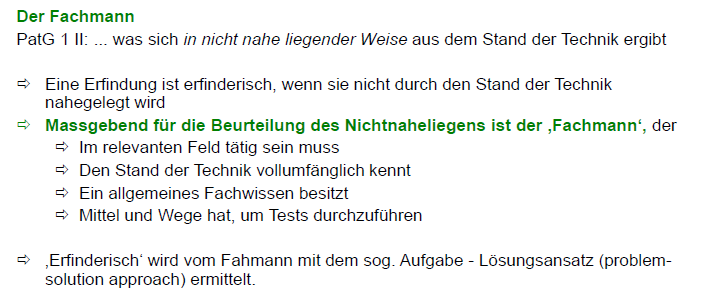 Der Fachmann
PatG 1 II: ... was sich in nicht nahe liegender Weise aus dem Stand der Technik ergibt
⇨ Eine Erfindung ist erfinderisch, wenn sie nicht durch den Stand der Technik
nahegelegt wird
⇨ Massgebend für die Beurteilung des Nichtnaheliegens ist der ‚Fachmann‘, der
⇨ Im relevanten Feld tätig sein muss
⇨ Den Stand der Technik vollumfänglich kennt
⇨ Ein allgemeines Fachwissen besitzt
⇨ Mittel und Wege hat, um Tests durchzuführen
⇨ ‚Erfinderisch‘ wird vom Fahmann mit dem sog. Aufgabe - Lösungsansatz (problem-
solution approach) ermittelt.